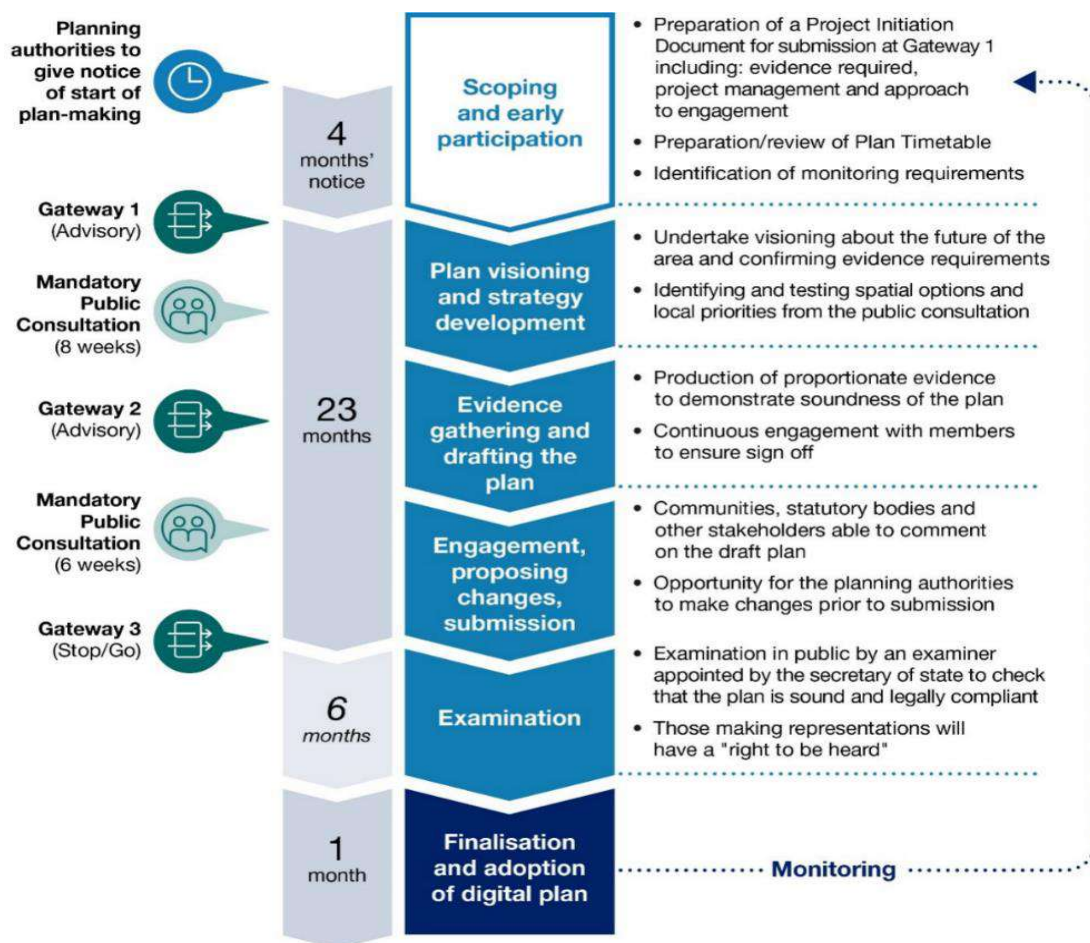 Planning
authorities to
give notice
of start of
plan-making
4
months'
notice
Scoping
and early
participation
• Preparation of a Project Initiation
Document for submission at Gateway 1
including: evidence required,
project management and approach
to engagement
• Preparation/review of Plan Timetable
• Identification of monitoring requirements
Gateway 1
(Advisory)
Mandatory
Public
Consultation
(8 weeks)
Plan visioning
and strategy
development
• Undertake visioning about the future of the
area and confirming evidence requirements
• Identifying and testing spatial options and
local priorities from the public consultation
Gateway 2
(Advisory)
23
months
Evidence
gathering and
drafting the
plan
• Production of proportionate evidence
to demonstrate soundness of the plan
• Continuous engagement with members
to ensure sign off
Mandatory
Public
Consultation
(6 weeks)
Engagement,
proposing
changes,
submission
• Communities, statutory bodies and
other stakeholders able to comment
on the draft plan
• Opportunity for the planning authorities
to make changes prior to submission
Gateway 3
(Stop/Go)
6
months
Examination
• Examination in public by an examiner
appointed by the secretary of state to check
that the plan is sound and legally compliant
• Those making representations will
have a "right to be heard"
1
month
Finalisation
and adoption
of digital plan
Monitoring